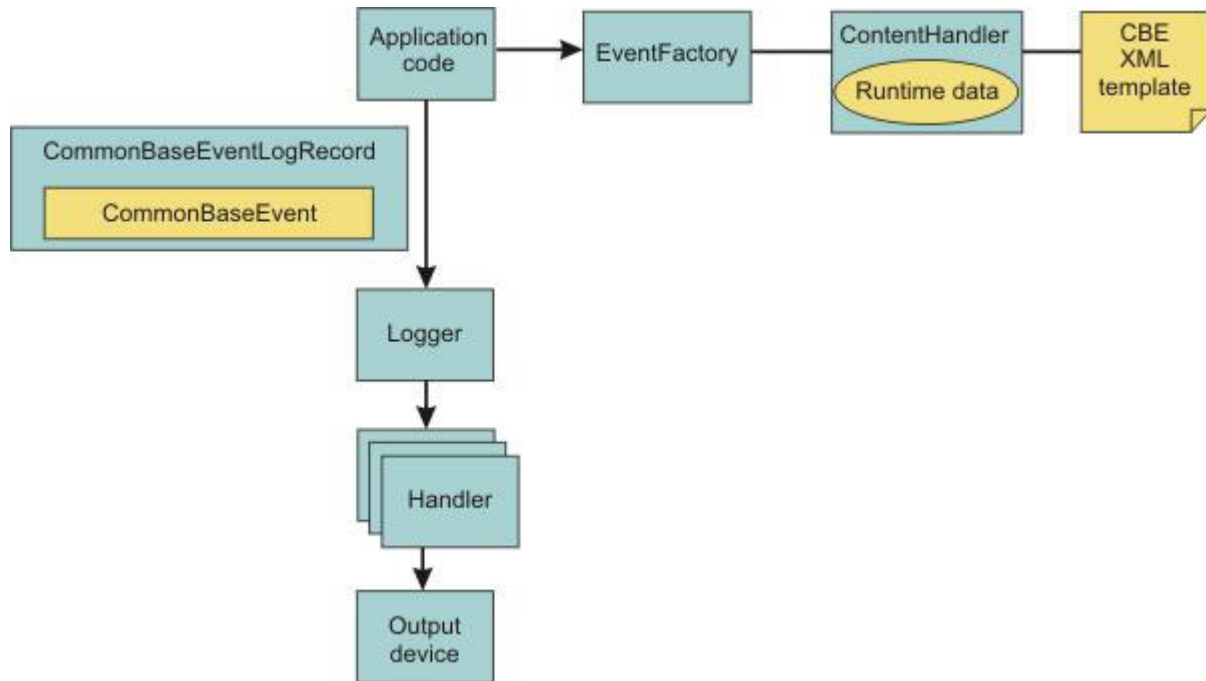 Application
code
EventFactory
ContentHandler
Runtime data
CBE
XML
template
CommonBaseEventLogRecord
CommonBaseEvent
Logger
Handler
Output
device